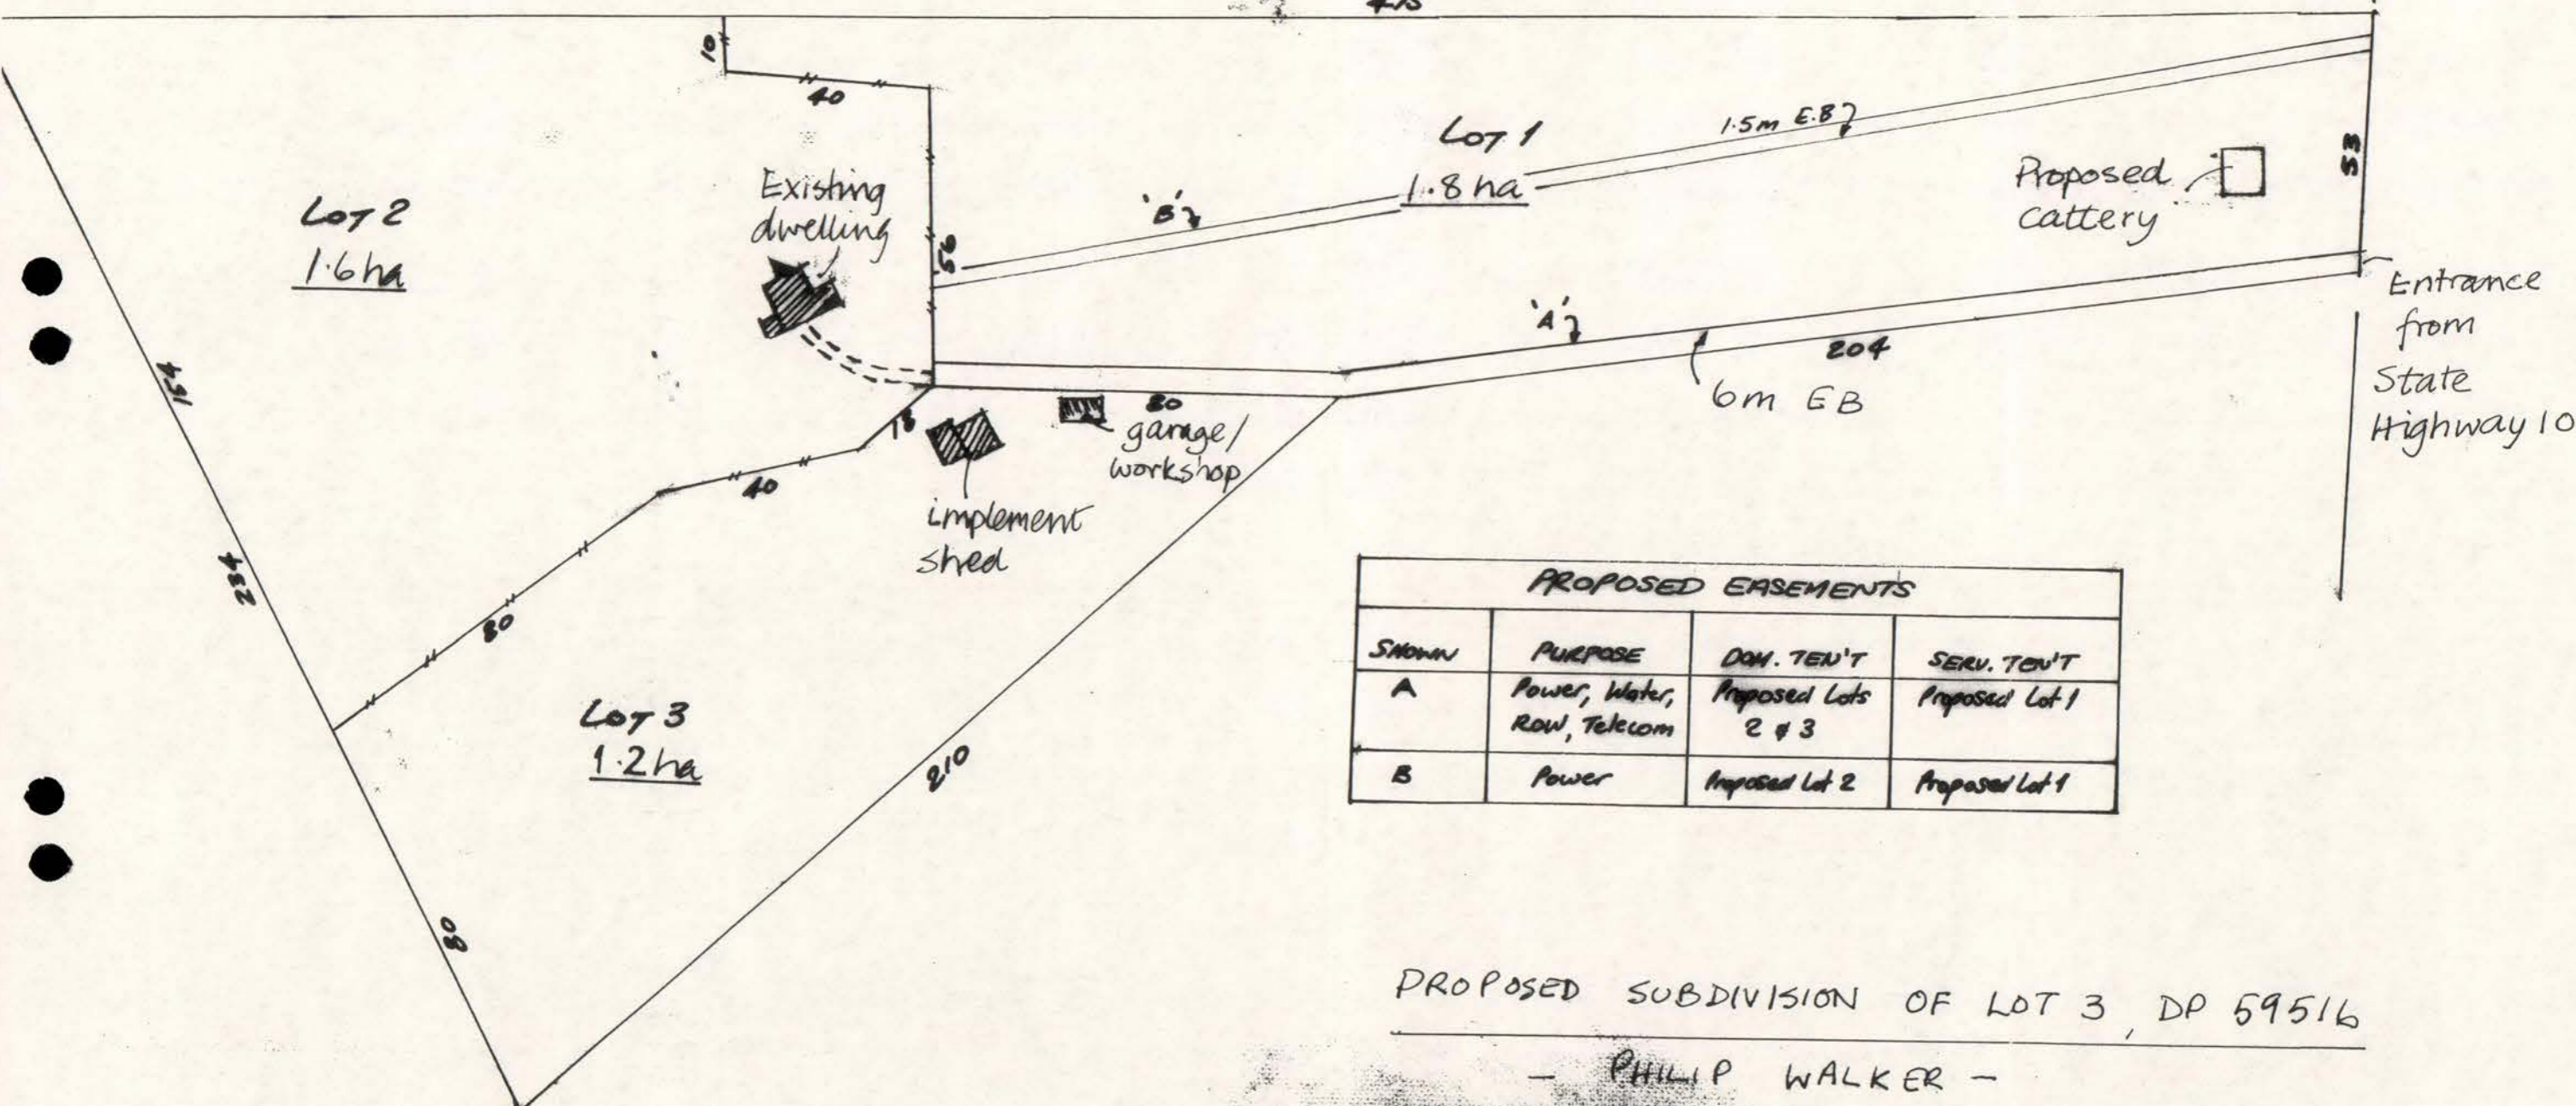 10
40
Lot 1
1.8 ha
1.5m E.B
'B'
'A'
56
53
Proposed
cattery
Existing
dwelling
Lot 2
1.6 ha
Entrance
from
State
Highway 10
204
6m EB
154
234
18
80
garage/
workshop
implement
shed
40
80
Lot 3
1.2 ha
210
80
PROPOSED EASEMENTS
SHOWN PURPOSE DOM. TEN'T SERV. TEN'T
A Power, Water, Proposed Lots Proposed Lot 1
Row, Telecom 2 & 3
B Power Proposed Lot 2 Proposed Lot 1
PROPOSED SUBDIVISION OF LOT 3, DP 59516
- PHILIP WALKER -